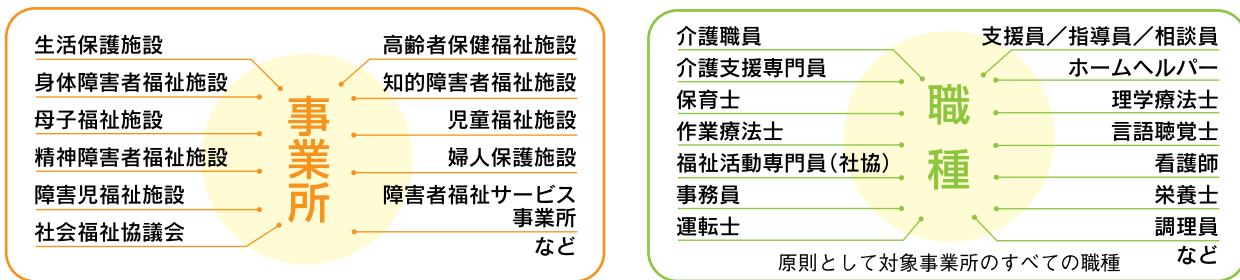 事業所
生活保護施設
身体障害者福祉施設
母子福祉施設
精神障害者福祉施設
障害児福祉施設
社会福祉協議会
高齢者保健福祉施設
知的障害者福祉施設
児童福祉施設
婦人保護施設
障害者福祉サービス
事業所
など
職種
介護職員
介護支援専門員
保育士
作業療法士
福祉活動専門員（社協）
事務員
運転士
支援員／指導員／相談員
ホームヘルパー
理学療法士
言語聴覚士
看護師
栄養士
調理員
など
原則として対象事業所のすべての職種